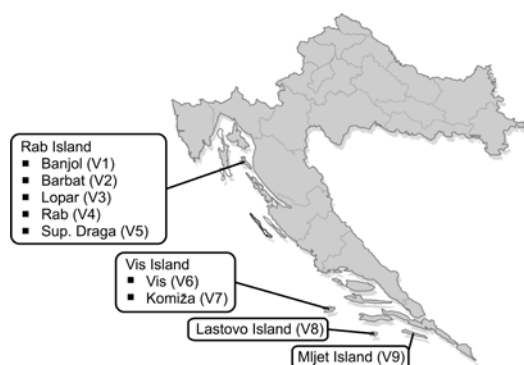 Rab Island
▪ Banjol (V1)
▪ Barbat (V2)
▪ Lopar (V3)
▪ Rab (V4)
▪ Sup. Draga (V5)
Vis Island
▪ Vis (V6)
▪ Komiža (V7)
Lastovo Island (V8)
Mljet Island (V9)